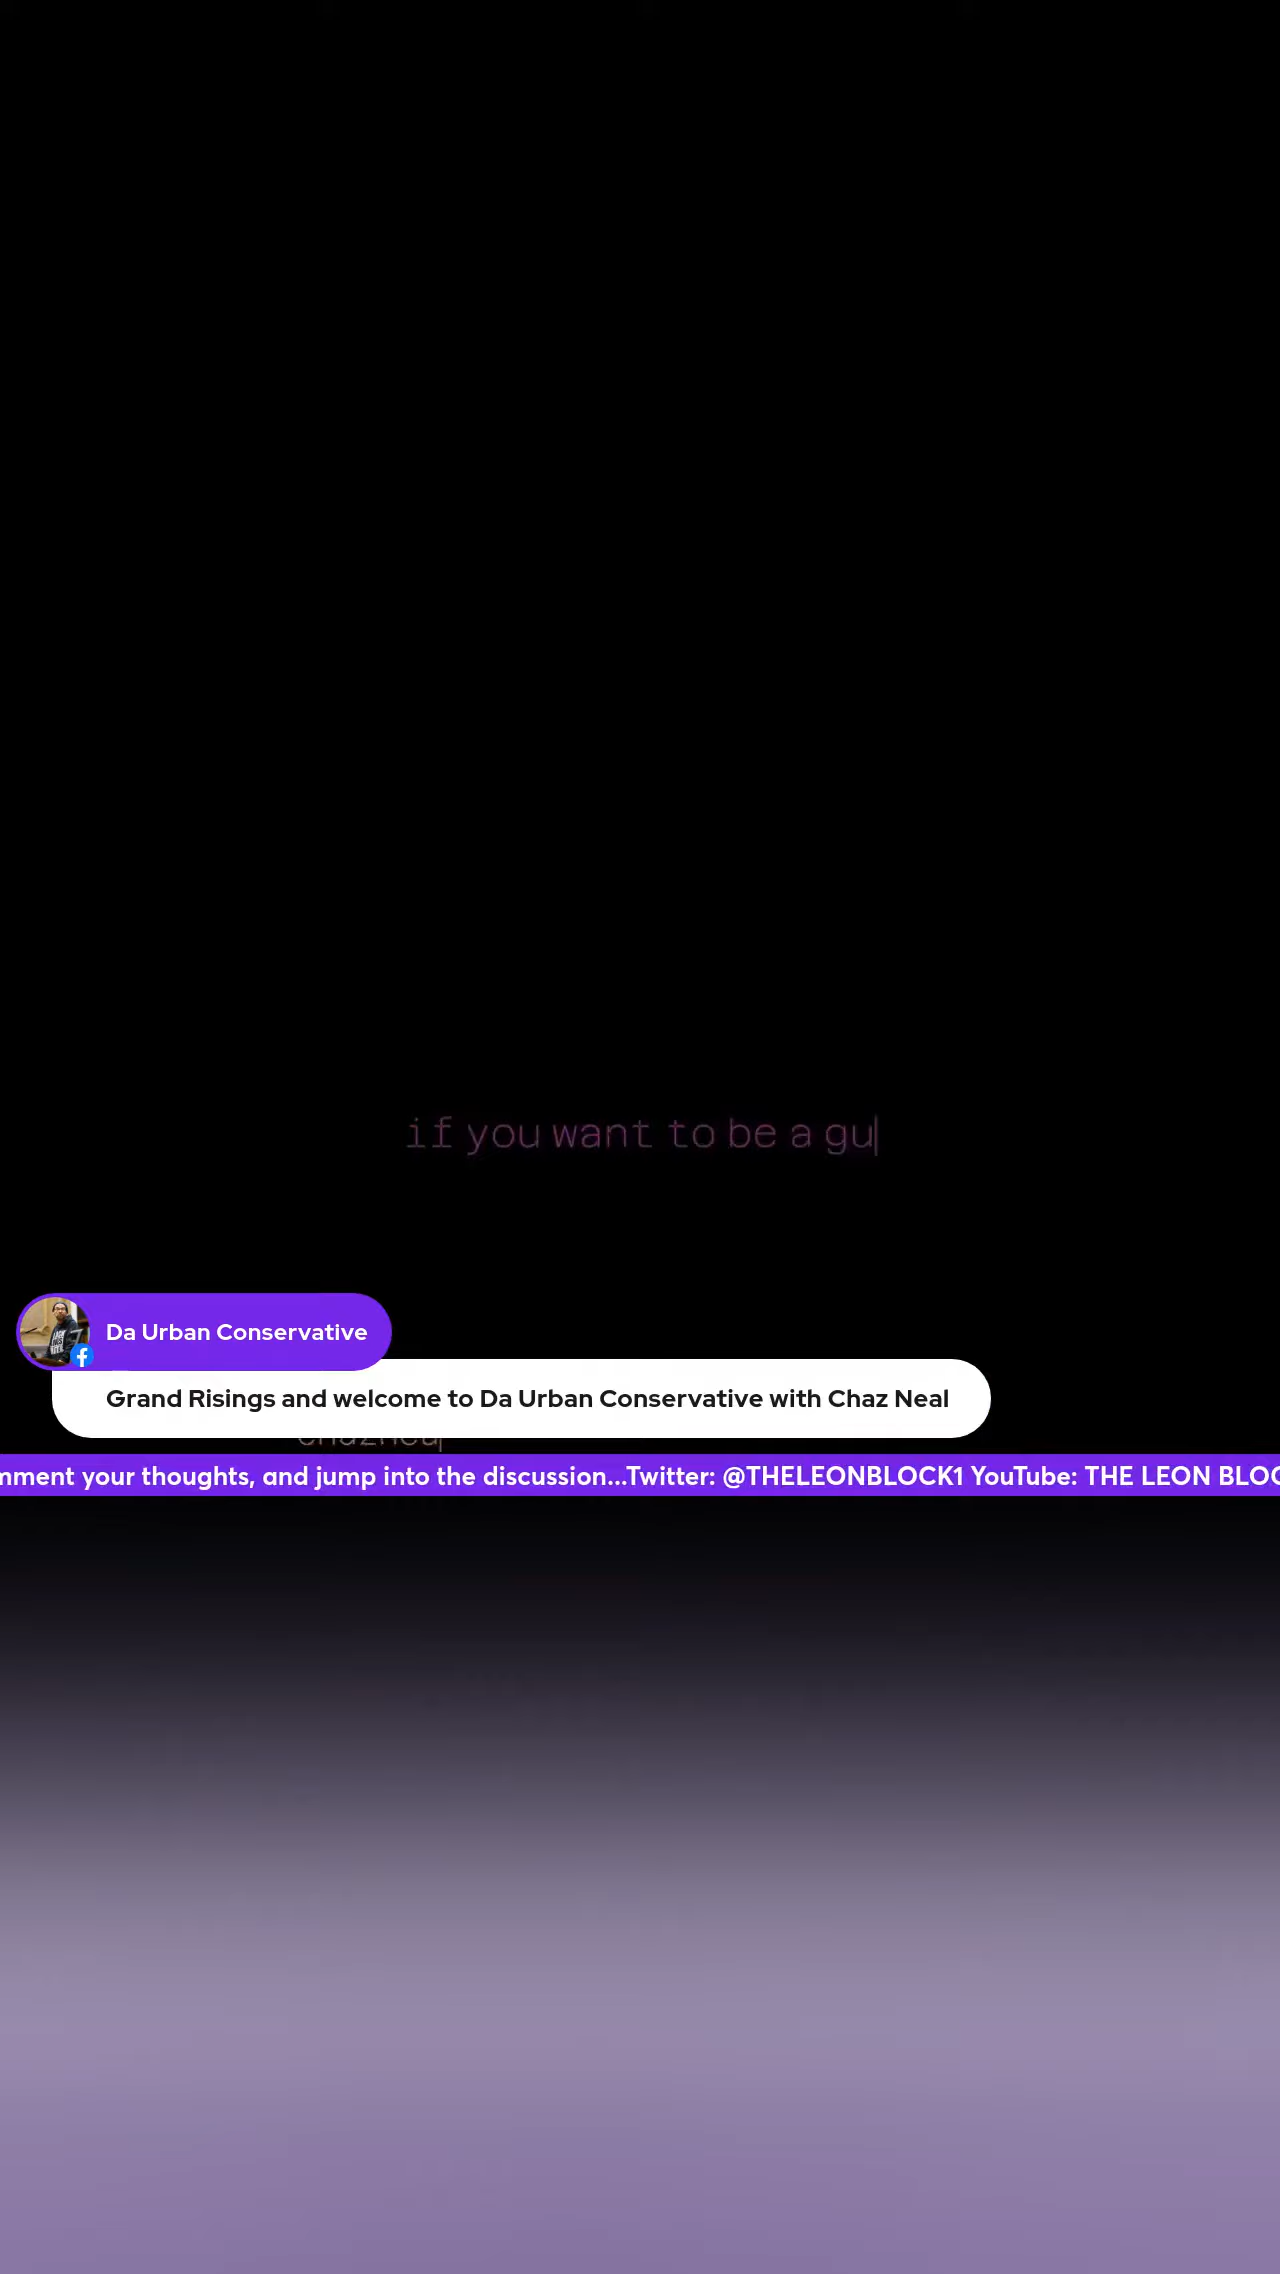 if you want to be a gu
Da Urban Conservative
Grand Risings and welcome to Da Urban Conservative with Chaz Neal
mment your thoughts, and jump into the discussion...Twitter: @THELEONBLOCK1 YouTube: THE LEON BLOC